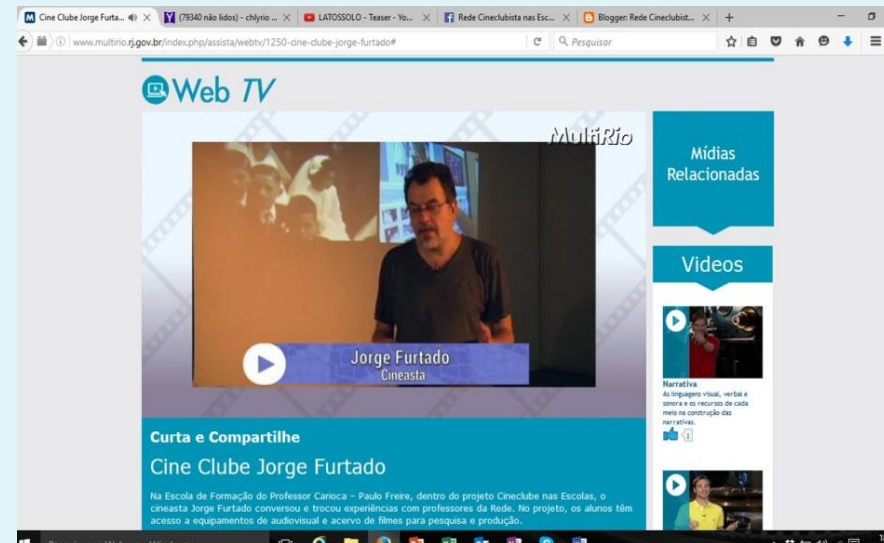 Cine Clube Jorge Furta...
(79340 não lidos) - chlyrio ...
LATOSSOLO - Teaser - Yo...
Rede Cineclubista nas Esc...
Blogger: Rede Cineclubist...
www.multirio.rj.gov.br/index.php/assista/webtv/1250-cine-clube-jorge-furtado#
Pesquisar
Web TV
MultiRio
Jorge Furtado
Cineasta
Curta e Compartilhe
Cine Clube Jorge Furtado
Na Escola de Formação do Professor Carioca – Paulo Freire, dentro do projeto Cineclube nas Escolas, o
cineasta Jorge Furtado conversou e trocou experiências com professores da Rede. No projeto, os alunos têm
acesso a equipamentos de audiovisual e acervo de filmes para pesquisa e produção.
Mídias
Relacionadas
Videos
Narrativa
As linguagens visual, verbal e
sonora e os recursos de cada
meio na construção das
narrativas.
1